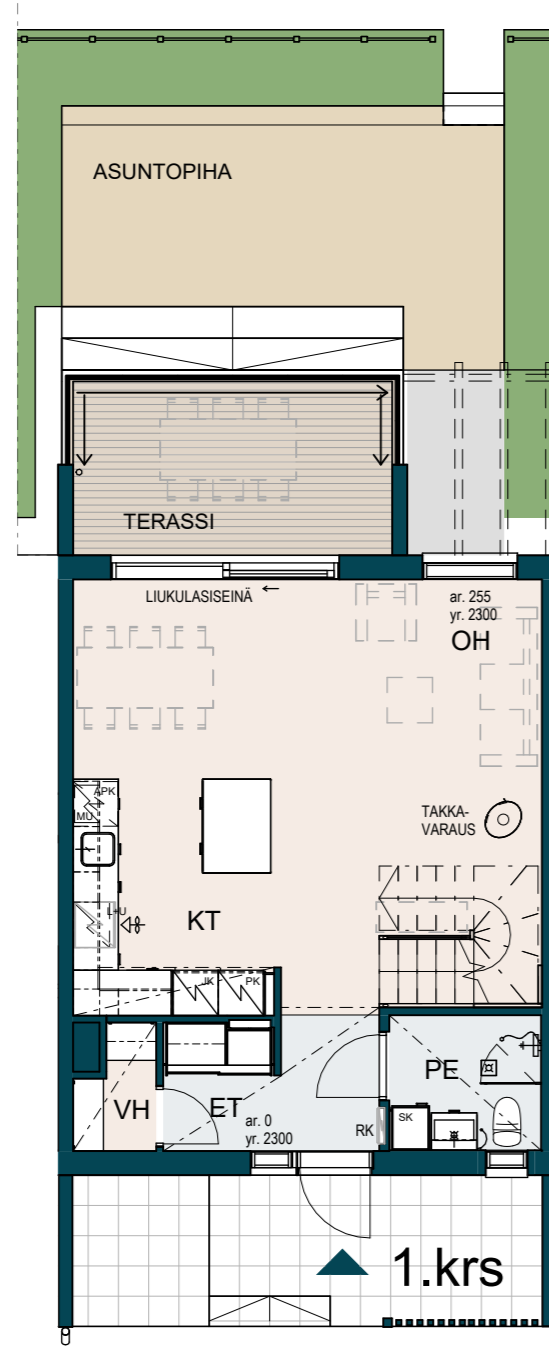 ASUNTOPIHA
TERASSI
LIUKULASISEINÄ
ar. 255
yr. 2300
OH
APK
MU
TAKKA-
VARAUS
L+U
KT
JK
PK
VH
ET
ar. 0
yr. 2300
RK
PE
SK
1.krs